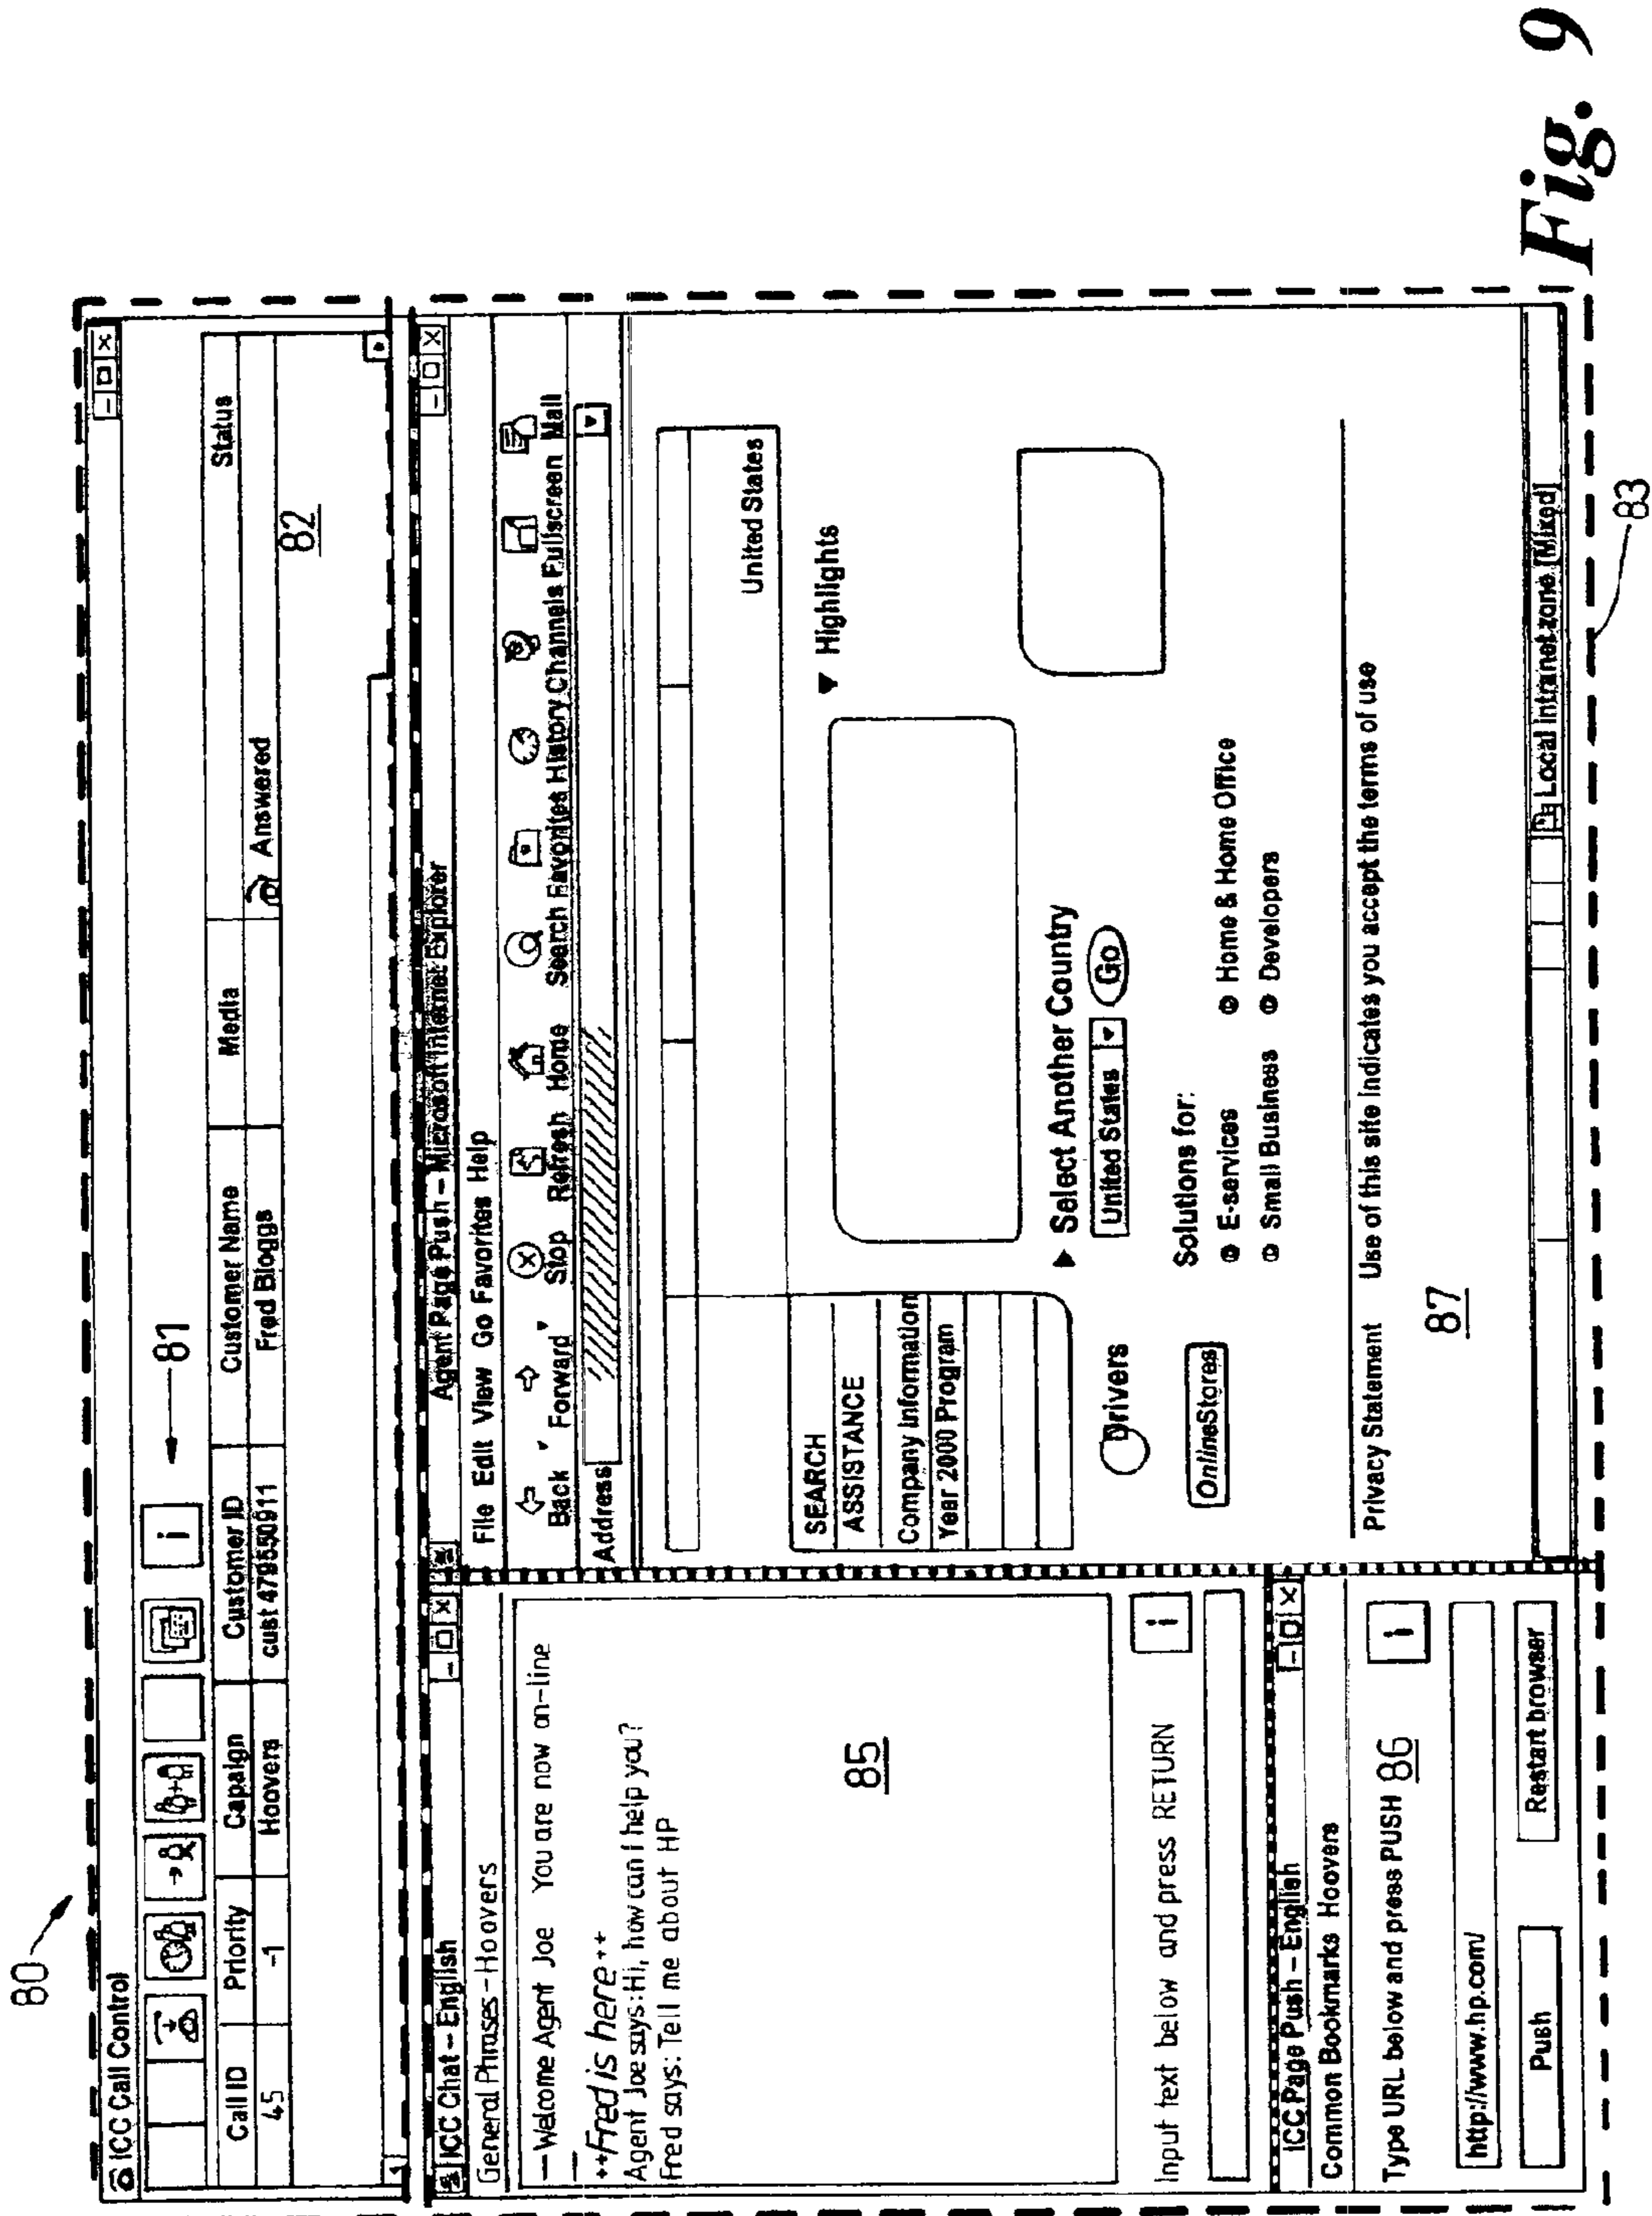 80
ICC Call Control
i
81
Call ID Priority Capaign Customer ID Customer Name Media Status
45 -1 Hoovers cust 479550911 Fred Bloggs Answered
82
ICC Chat - English
General Phrases - Hoovers
— Welcome Agent Joe You are now on-line
—
++Fred is here++
Agent Joe says: Hi, how can I help you?
Fred says: Tell me about HP
85
Input text below and press RETURN
i
ICC Page Push - English
Common Bookmarks Hoovers
Type URL below and press PUSH
86
i
http://www.hp.com/
Push
Restart browser
Agent Page Push - Microsoft Internet Explorer
File Edit View Go Favorites Help
Back Forward Stop Refresh Home Search Favorites History Channels Fullscreen Mail
Address
United States
SEARCH
ASSISTANCE
Company Information
Year 2000 Program
Drivers
OnlineStores
Highlights
Select Another Country
United States Go
Solutions for:
E-services Home & Home Office
Small Business Developers
Privacy Statement Use of this site indicates you accept the terms of use
87
Local intranet zone [Mixed]
83
Fig. 9